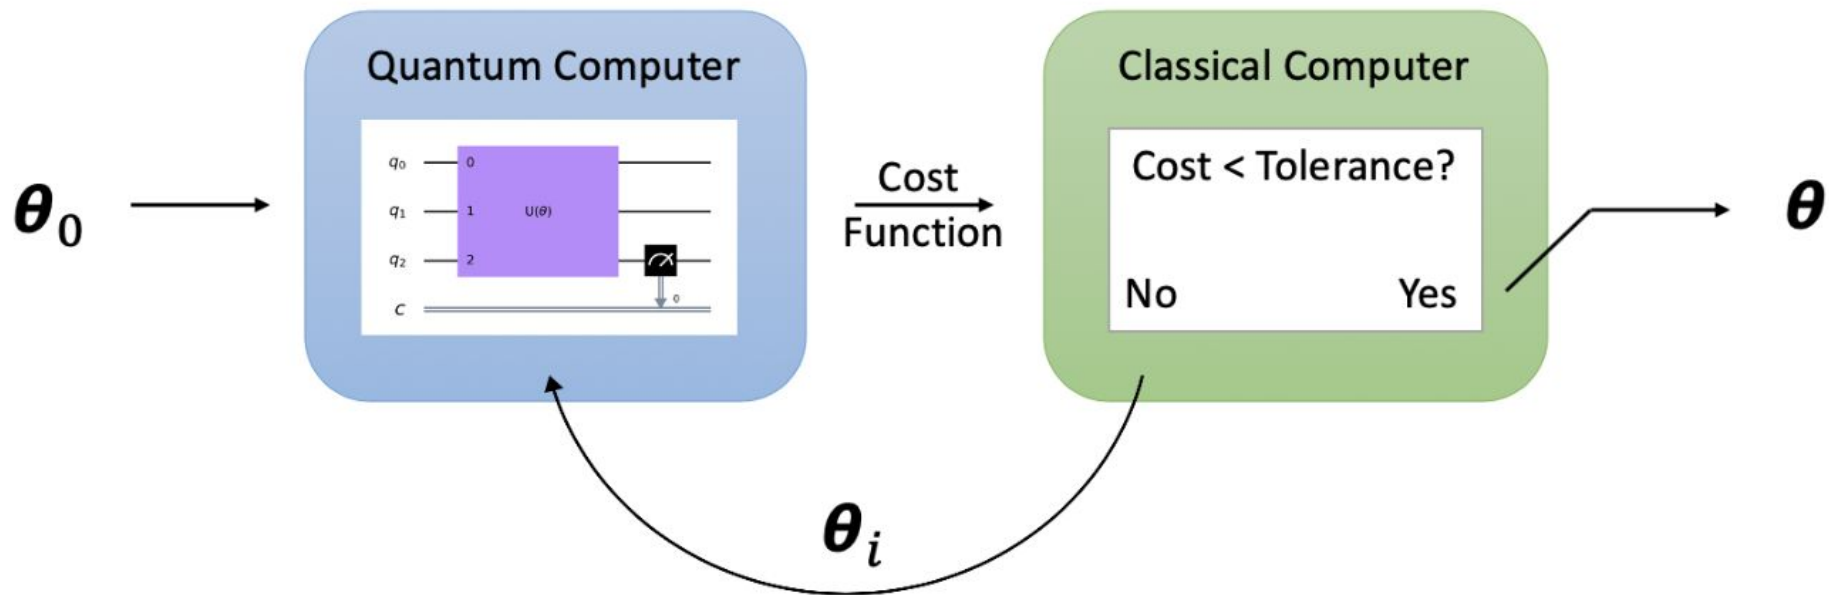 θ₀
Quantum Computer
q₀ 0
q₁ 1 U(θ)
q₂ 2
C 0
Cost
Function
Classical Computer
Cost < Tolerance?
No Yes
θ
θᵢ